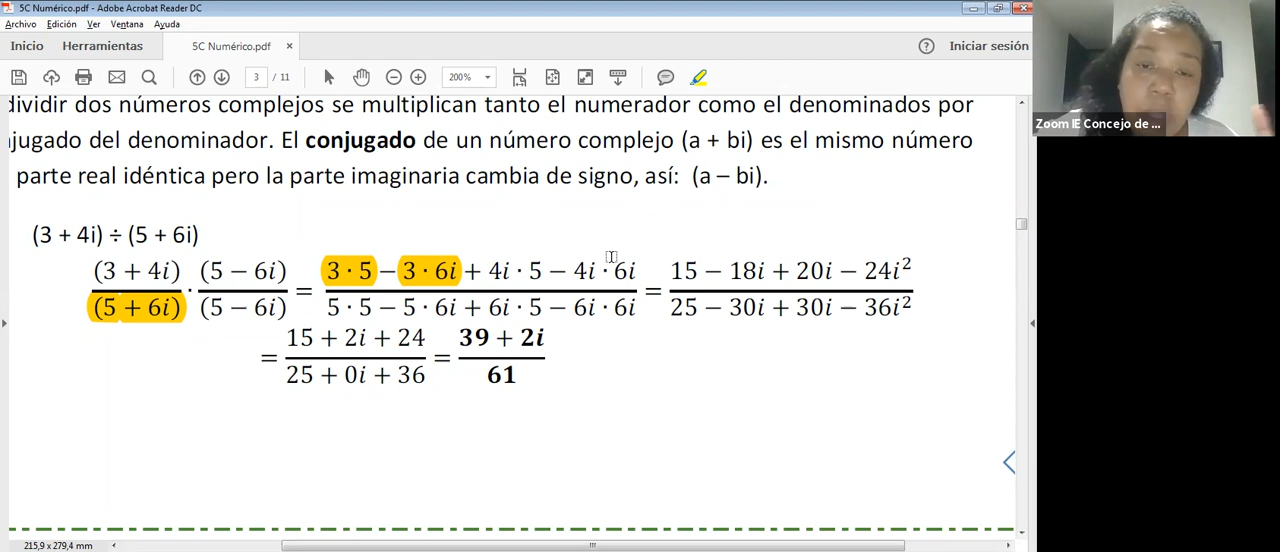 5C Numérico.pdf - Adobe Acrobat Reader DC
Archivo Edición Ver Ventana Ayuda
Inicio Herramientas 5C Numérico.pdf × Iniciar sesión
3 / 11 200%
dividir dos números complejos se multiplican tanto el numerador como el denominados por
jugado del denominador. El conjugado de un número complejo (a + bi) es el mismo número
parte real idéntica pero la parte imaginaria cambia de signo, así: (a – bi).
(3 + 4i) ÷ (5 + 6i)
(3 + 4i)/(5 + 6i) · (5 − 6i)/(5 − 6i) = (3 · 5 − 3 · 6i + 4i · 5 − 4i · 6i)/(5 · 5 − 5 · 6i + 6i · 5 − 6i · 6i) = (15 − 18i + 20i − 24i²)/(25 − 30i + 30i − 36i²)
= (15 + 2i + 24)/(25 + 0i + 36) = (39 + 2i)/61
215,9 x 279,4 mm
Zoom IE Concejo de ...